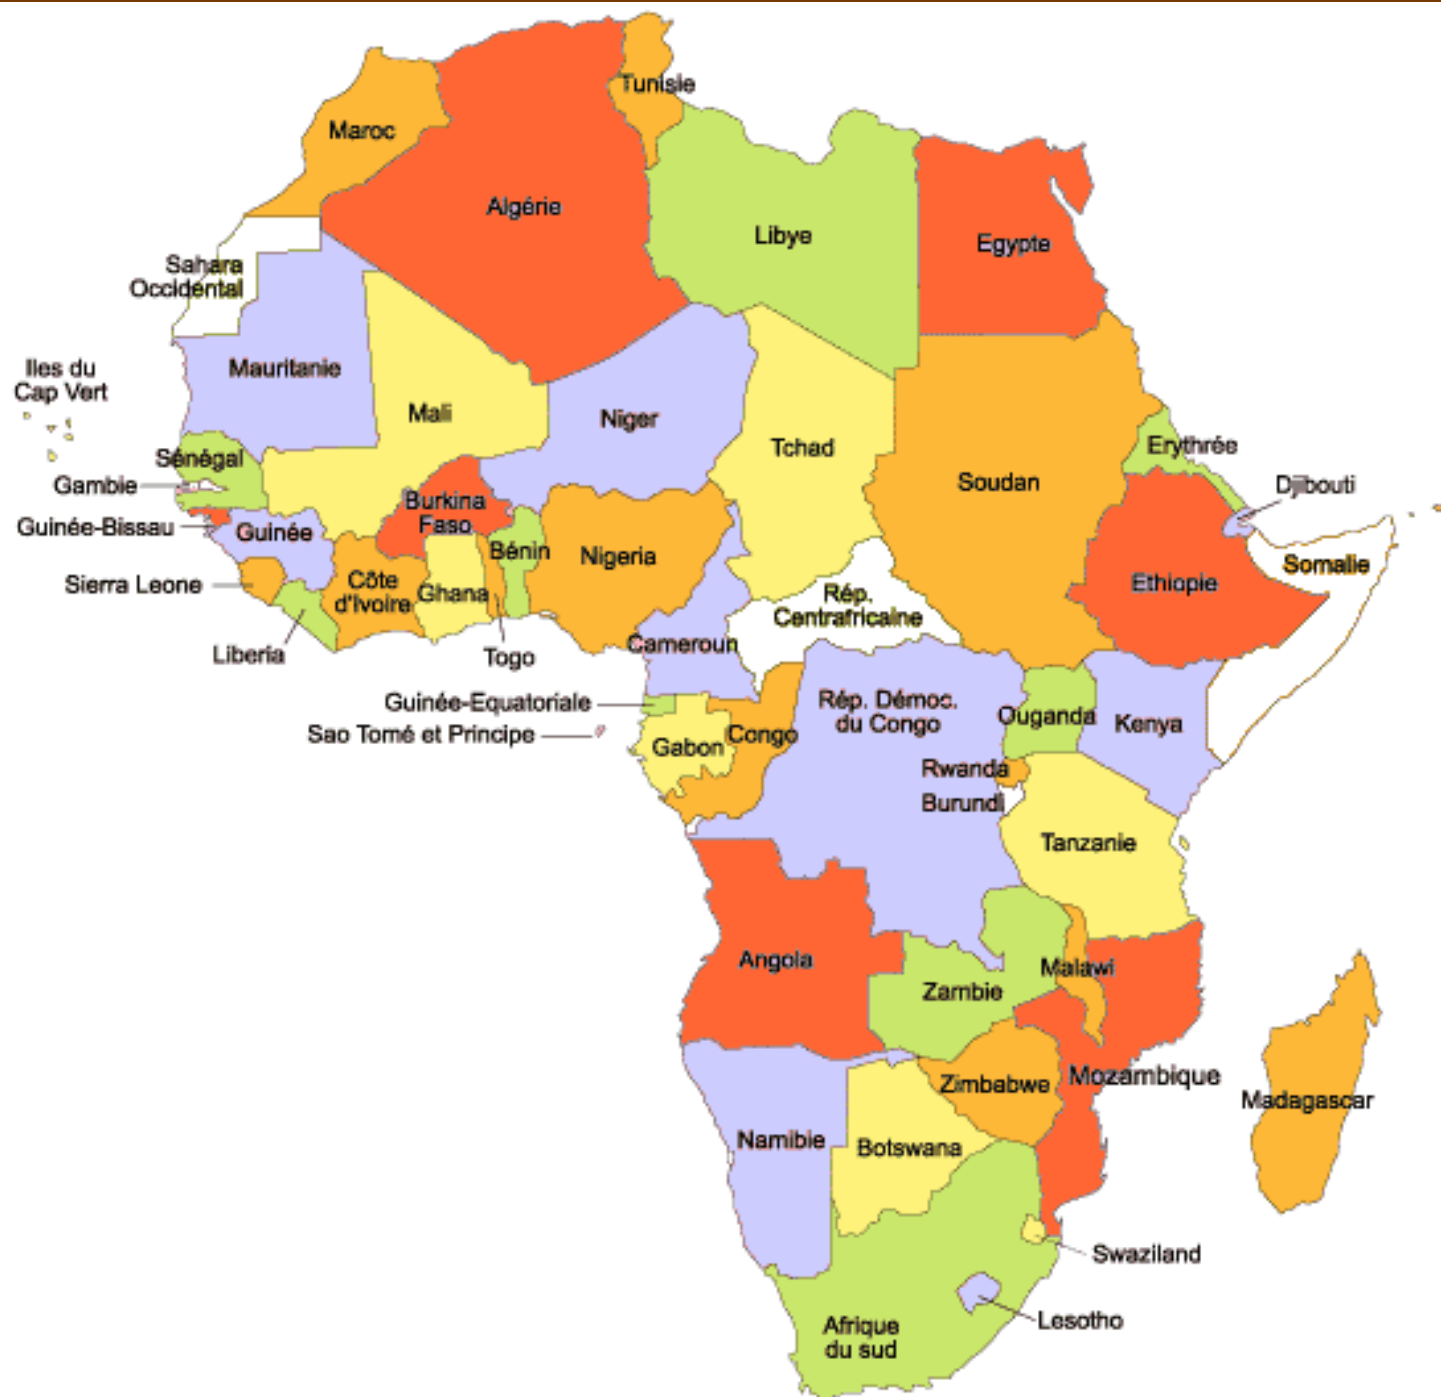 Tunisie
Maroc
Algérie
Libye
Egypte
Sahara
Occidental
Mauritanie
Iles du
Cap Vert
Mali
Niger
Tchad
Soudan
Erythrée
Sénégal
Gambie
Djibouti
Burkina
Faso
Guinée-Bissau
Guinée
Bénin
Nigeria
Somalie
Sierra Leone
Côte
d'Ivoire
Ghana
Ethiopie
Rép.
Centrafricaine
Liberia
Togo
Cameroun
Guinée-Equatoriale
Sao Tomé et Principe
Gabon
Congo
Rép. Démoc.
du Congo
Ouganda
Kenya
Rwanda
Burundi
Tanzanie
Angola
Malawi
Zambie
Mozambique
Zimbabwe
Madagascar
Namibie
Botswana
Swaziland
Lesotho
Afrique
du sud